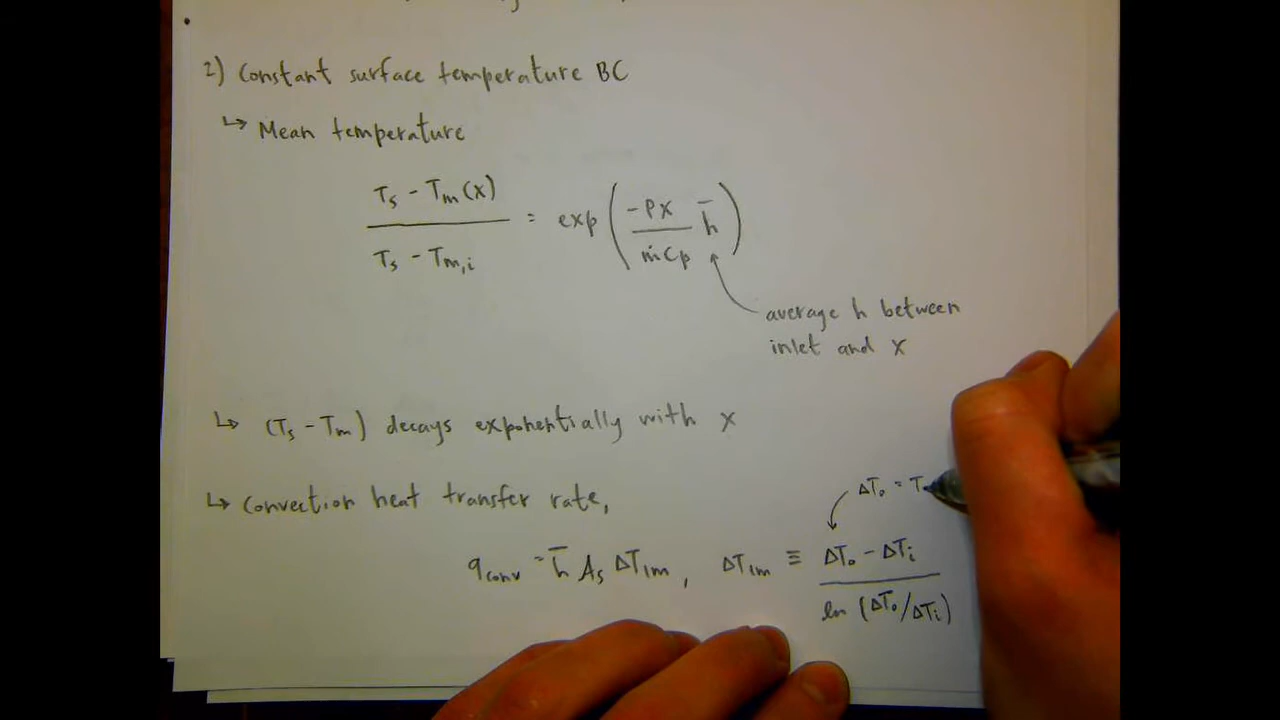 2) Constant surface temperature BC
↳ Mean temperature
Ts - Tm(x) / Ts - Tm,i = exp( -Px / ṁCp h̄ )
average h between
inlet and x
↳ (Ts - Tm) decays exponentially with x
↳ Convection heat transfer rate,
ΔTo = T
qconv = h̄ As ΔTlm, ΔTlm ≡ ΔTo - ΔTi / ln (ΔTo/ΔTi)